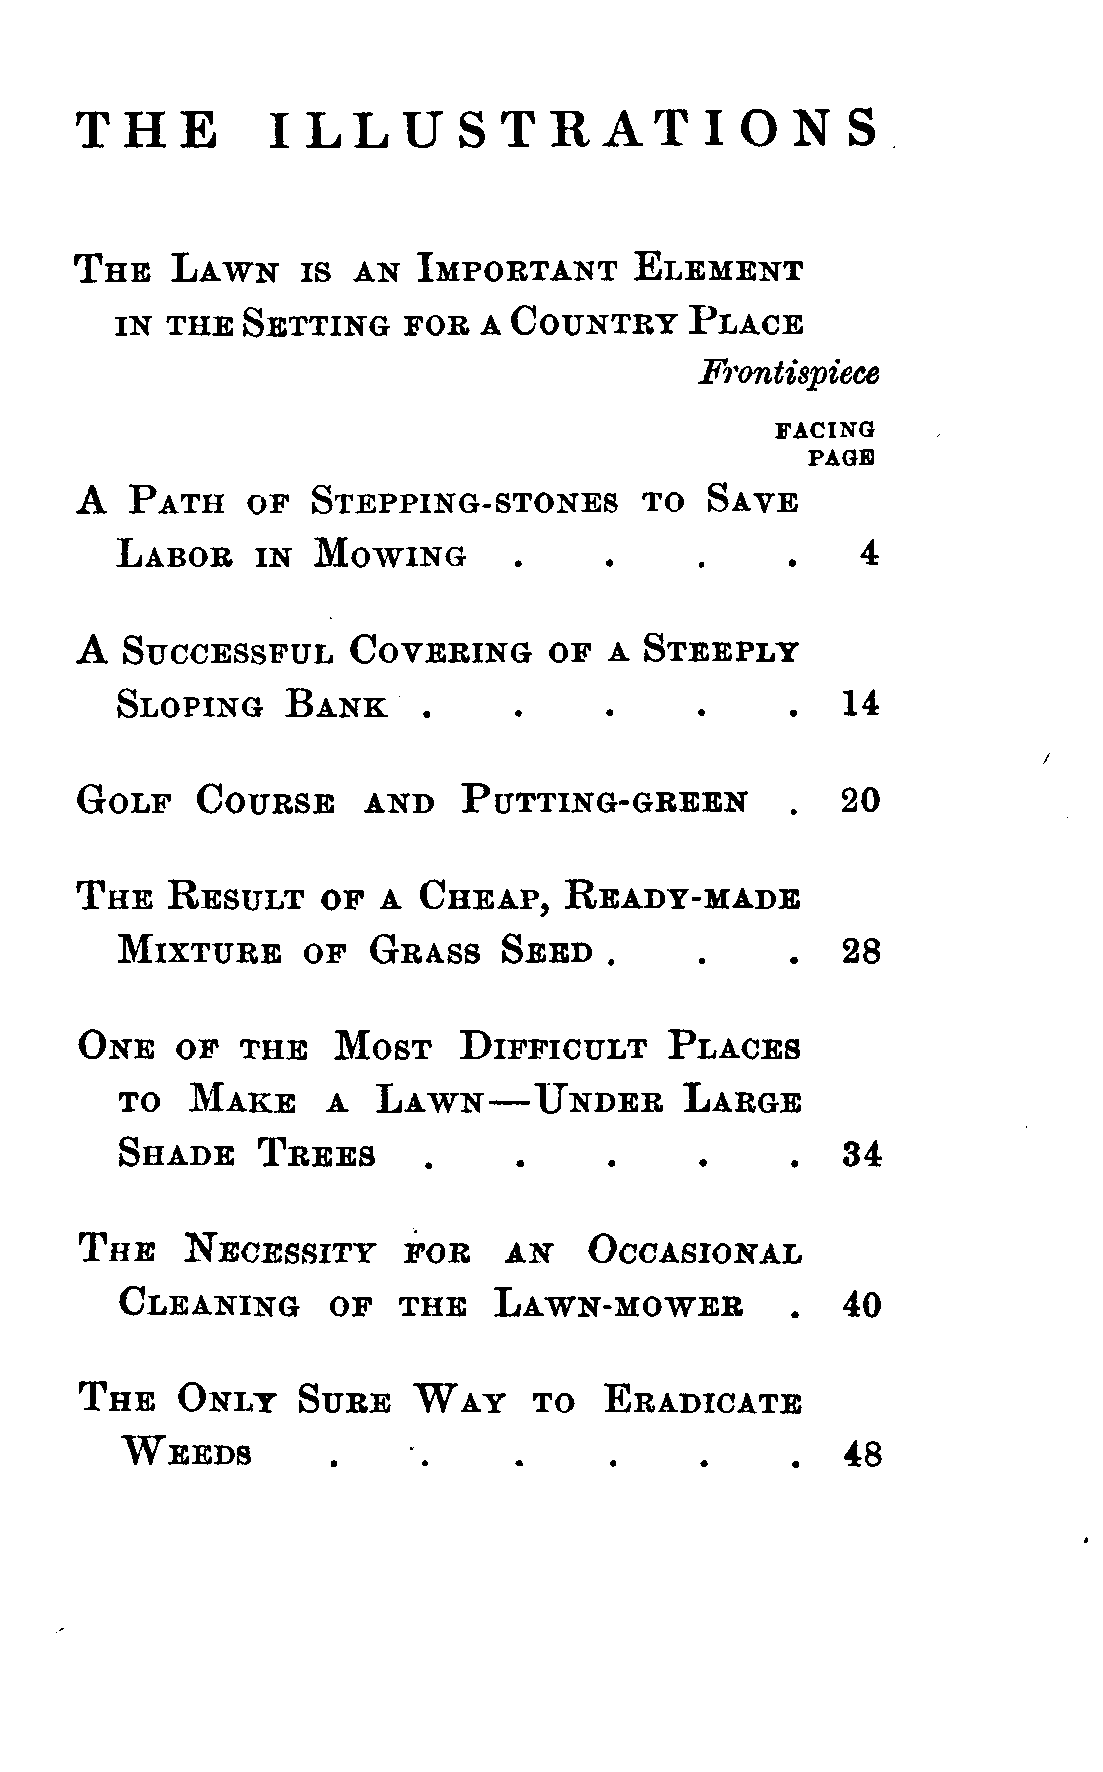 THE ILLUSTRATIONS
The Lawn is an Important Element
in the Setting for a Country Place
Frontispiece
FACING
PAGE
A Path of Stepping-stones to Save
Labor in Mowing . . . . 4
A Successful Covering of a Steeply
Sloping Bank . . . . . 14
Golf Course and Putting-green . 20
The Result of a Cheap, Ready-made
Mixture of Grass Seed . . . 28
One of the Most Difficult Places
to Make a Lawn—Under Large
Shade Trees . . . . . 34
The Necessity for an Occasional
Cleaning of the Lawn-mower . 40
The Only Sure Way to Eradicate
Weeds . . . . . . 48